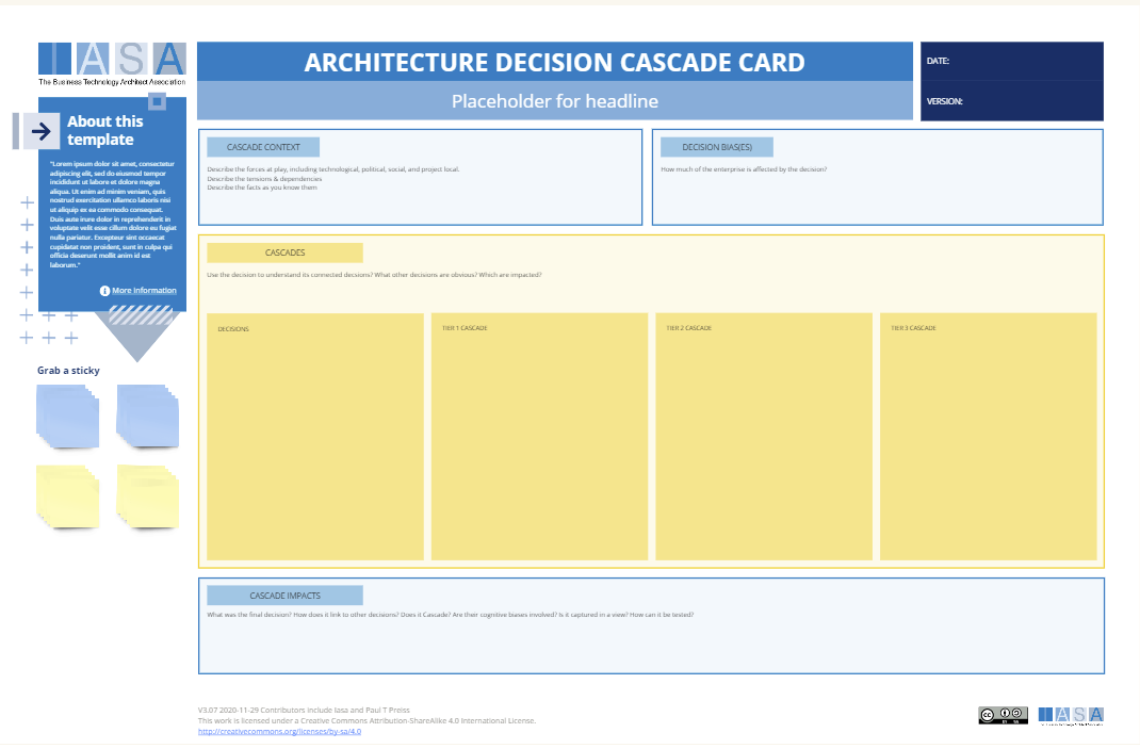 IASA
The Business Technology Architect Association
ARCHITECTURE DECISION CASCADE CARD
Placeholder for headline
DATE:
VERSION:
About this
template
"Lorem ipsum dolor sit amet, consectetur
adipiscing elit, sed do eiusmod tempor
incididunt ut labore et dolore magna
aliqua. Ut enim ad minim veniam, quis
nostrud exercitation ullamco laboris nisi
ut aliquip ex ea commodo consequat.
Duis aute irure dolor in reprehenderit in
voluptate velit esse cillum dolore eu fugiat
nulla pariatur. Excepteur sint occaecat
cupidatat non proident, sunt in culpa qui
officia deserunt mollit anim id est
laborum."
More information
Grab a sticky
CASCADE CONTEXT
Describe the forces at play, including technological, political, social, and project local.
Describe the tensions & dependencies
Describe the facts as you know them
DECISION BIAS(ES)
How much of the enterprise is affected by the decision?
CASCADES
Use the decision to understand its connected decsions? What other decisions are obvious? Which are impacted?
DECISIONS
TIER 1 CASCADE
TIER 2 CASCADE
TIER 3 CASCADE
CASCADE IMPACTS
What was the final decision? How does it link to other decisions? Does it Cascade? Are their cognitive biases involved? Is it captured in a view? How can it be tested?
V3.07 2020-11-29 Contributors include Iasa and Paul T Preiss
This work is licensed under a Creative Commons Attribution-ShareAlike 4.0 International License.
http://creativecommons.org/licenses/by-sa/4.0
cc
BY SA
IASA